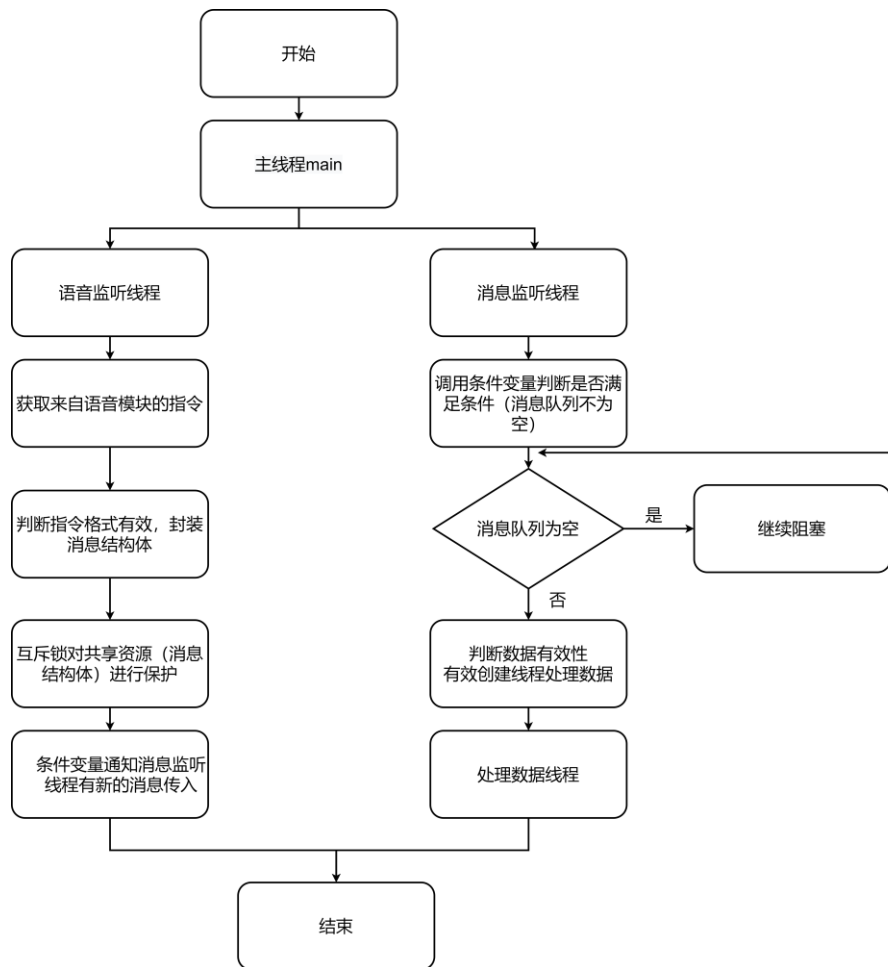 开始
主线程main
语音监听线程
消息监听线程
获取来自语音模块的指令
调用条件变量判断是否满
足条件（消息队列不为
空）
判断指令格式有效，封装
消息结构体
消息队列为空
是
继续阻塞
否
互斥锁对共享资源（消息
结构体）进行保护
判断数据有效性
有效创建线程处理数据
条件变量通知消息监听
线程有新的消息传入
处理数据线程
结束